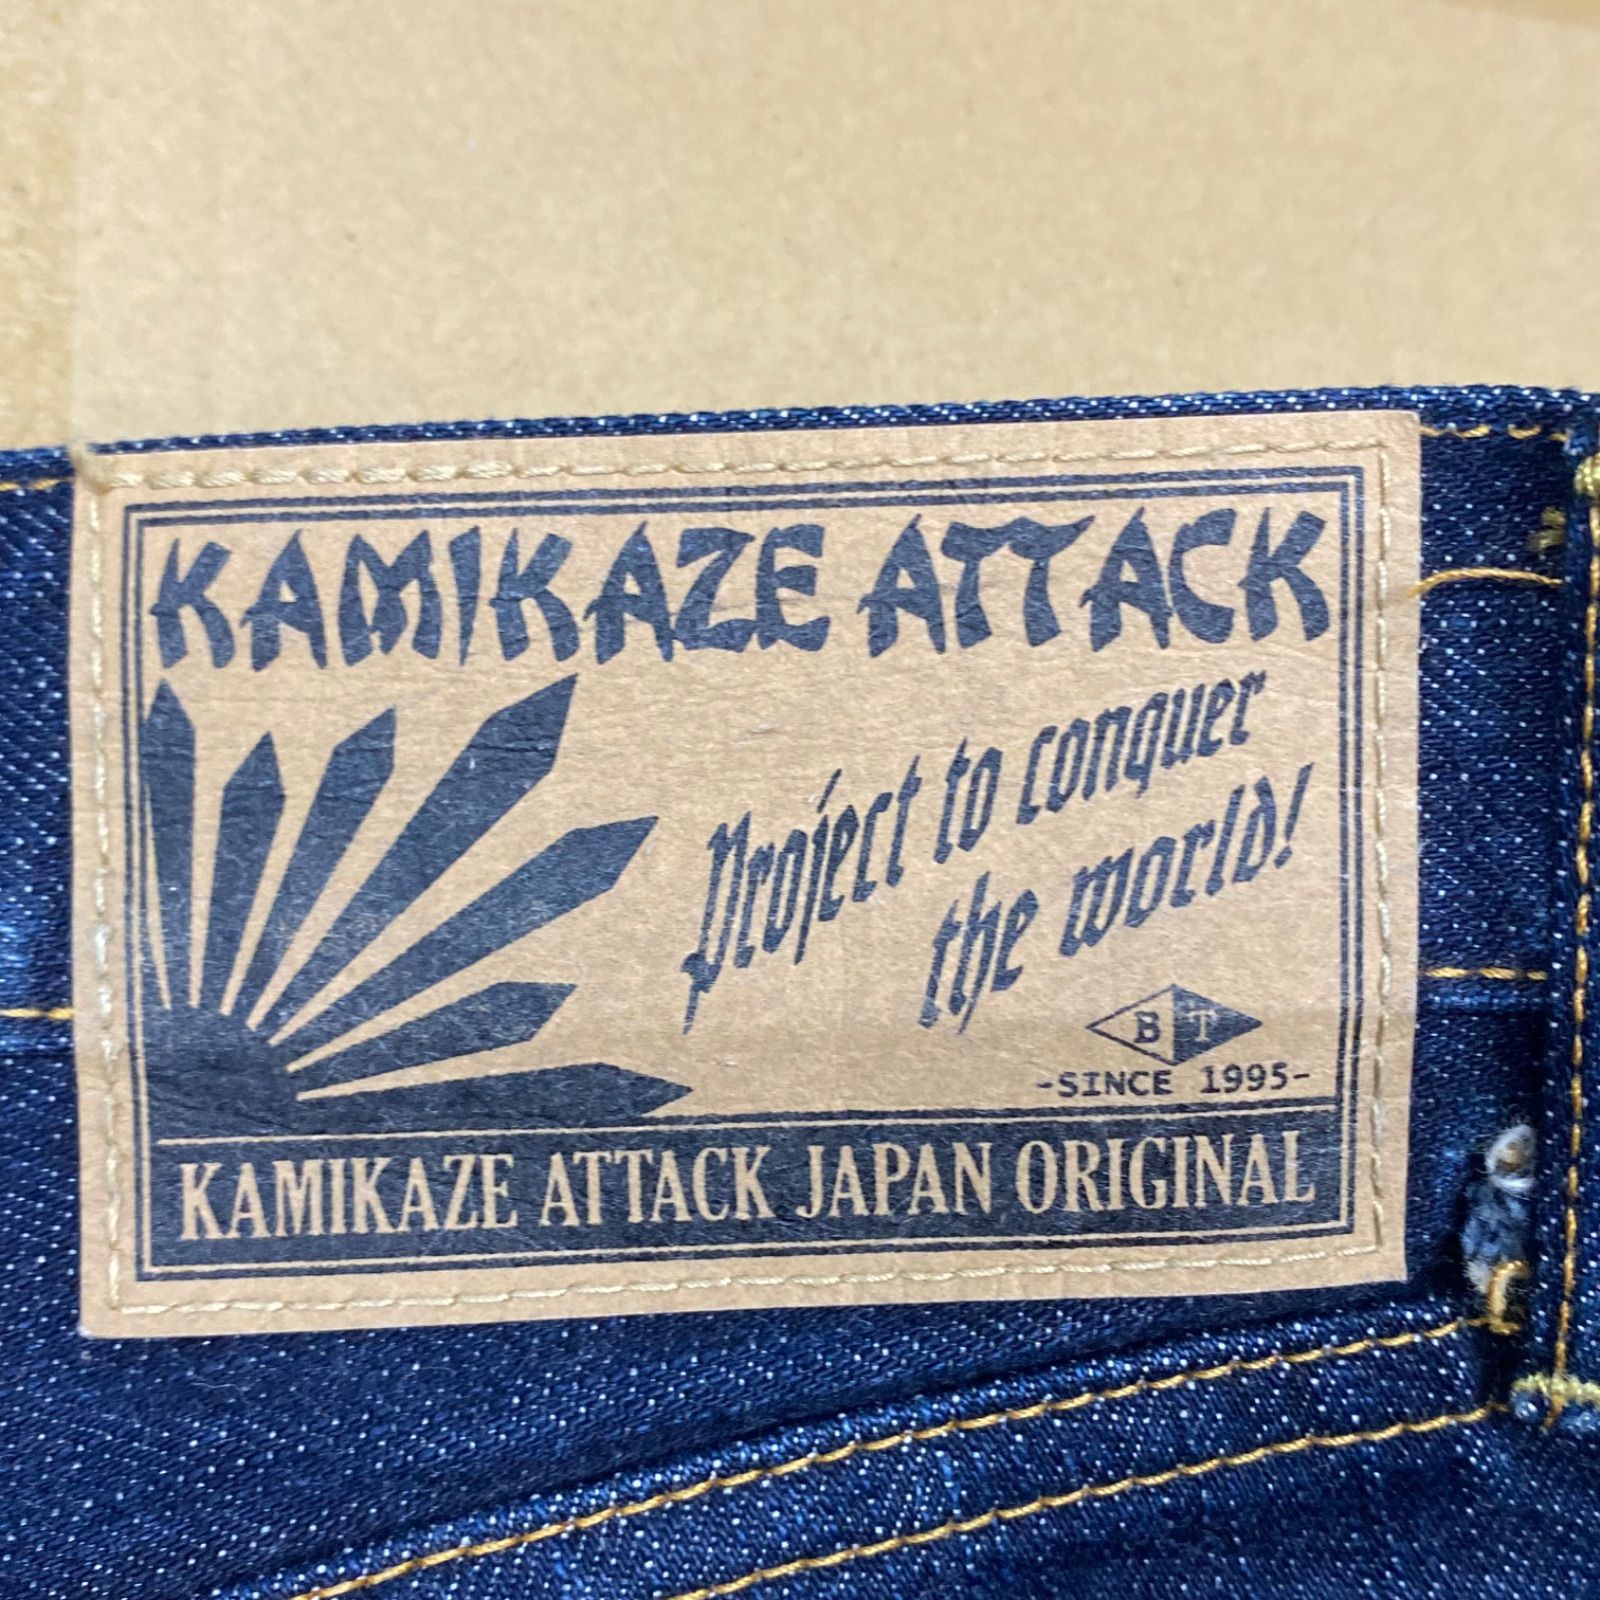 KAMIKAZE ATTACK
Project to conquer
the world!
B T
-SINCE 1995-
KAMIKAZE ATTACK JAPAN ORIGINAL